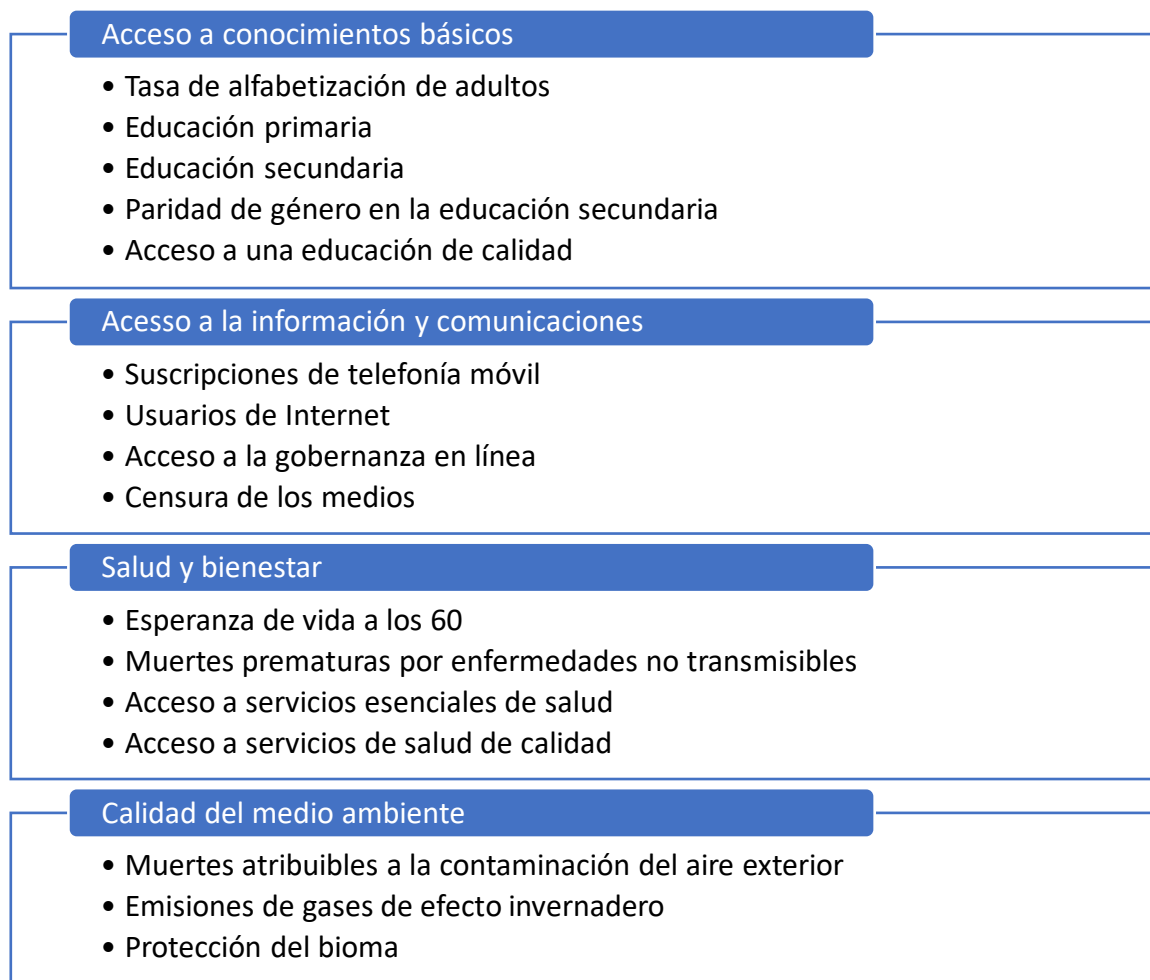 Acceso a conocimientos básicos
• Tasa de alfabetización de adultos
• Educación primaria
• Educación secundaria
• Paridad de género en la educación secundaria
• Acceso a una educación de calidad
Acesso a la información y comunicaciones
• Suscripciones de telefonía móvil
• Usuarios de Internet
• Acceso a la gobernanza en línea
• Censura de los medios
Salud y bienestar
• Esperanza de vida a los 60
• Muertes prematuras por enfermedades no transmisibles
• Acceso a servicios esenciales de salud
• Acceso a servicios de salud de calidad
Calidad del medio ambiente
• Muertes atribuibles a la contaminación del aire exterior
• Emisiones de gases de efecto invernadero
• Protección del bioma